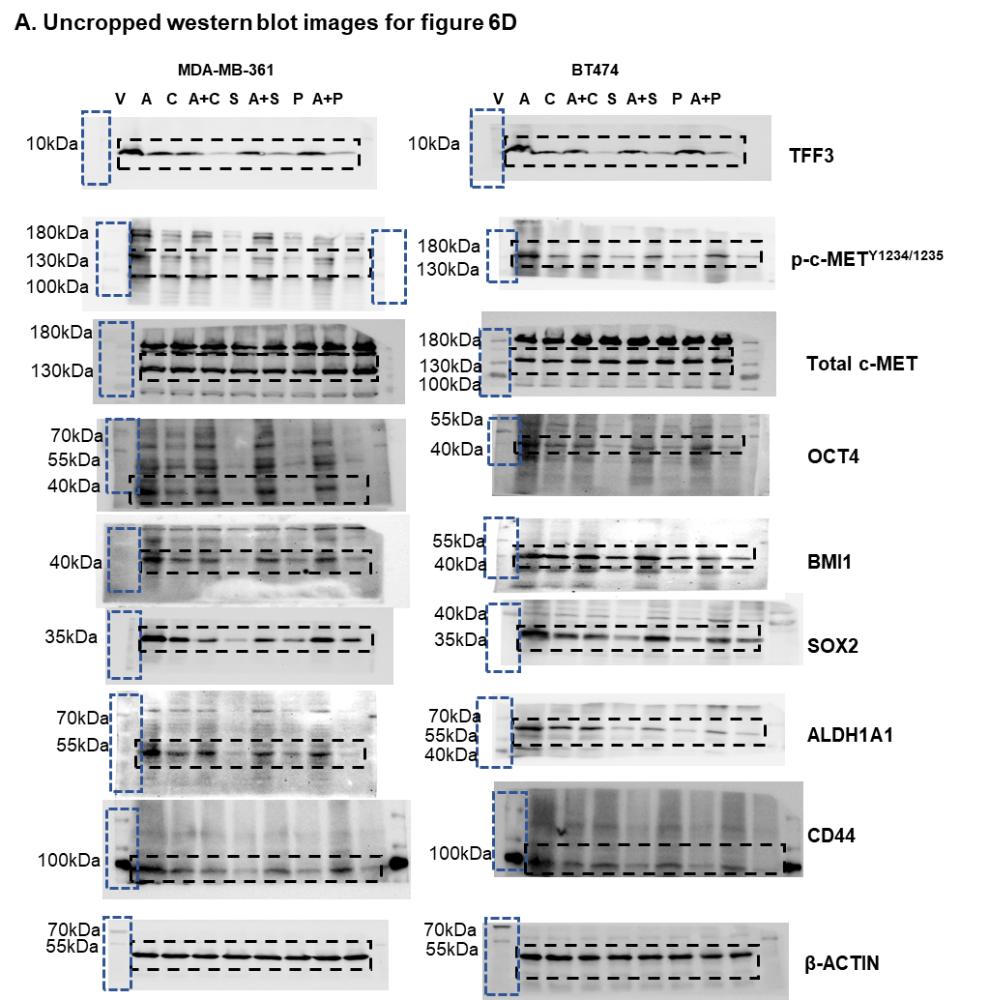 A. Uncropped western blot images for figure 6D
MDA-MB-361
BT474
V A C A+C S A+S P A+P
V A C A+C S A+S P A+P
10kDa
10kDa
TFF3
180kDa
130kDa
100kDa
180kDa
130kDa
p-c-METY1234/1235
180kDa
130kDa
180kDa
130kDa
100kDa
Total c-MET
70kDa
55kDa
40kDa
55kDa
40kDa
OCT4
40kDa
55kDa
40kDa
BMI1
35kDa
40kDa
35kDa
SOX2
70kDa
55kDa
70kDa
55kDa
40kDa
ALDH1A1
100kDa
100kDa
CD44
70kDa
55kDa
70kDa
55kDa
β-ACTIN